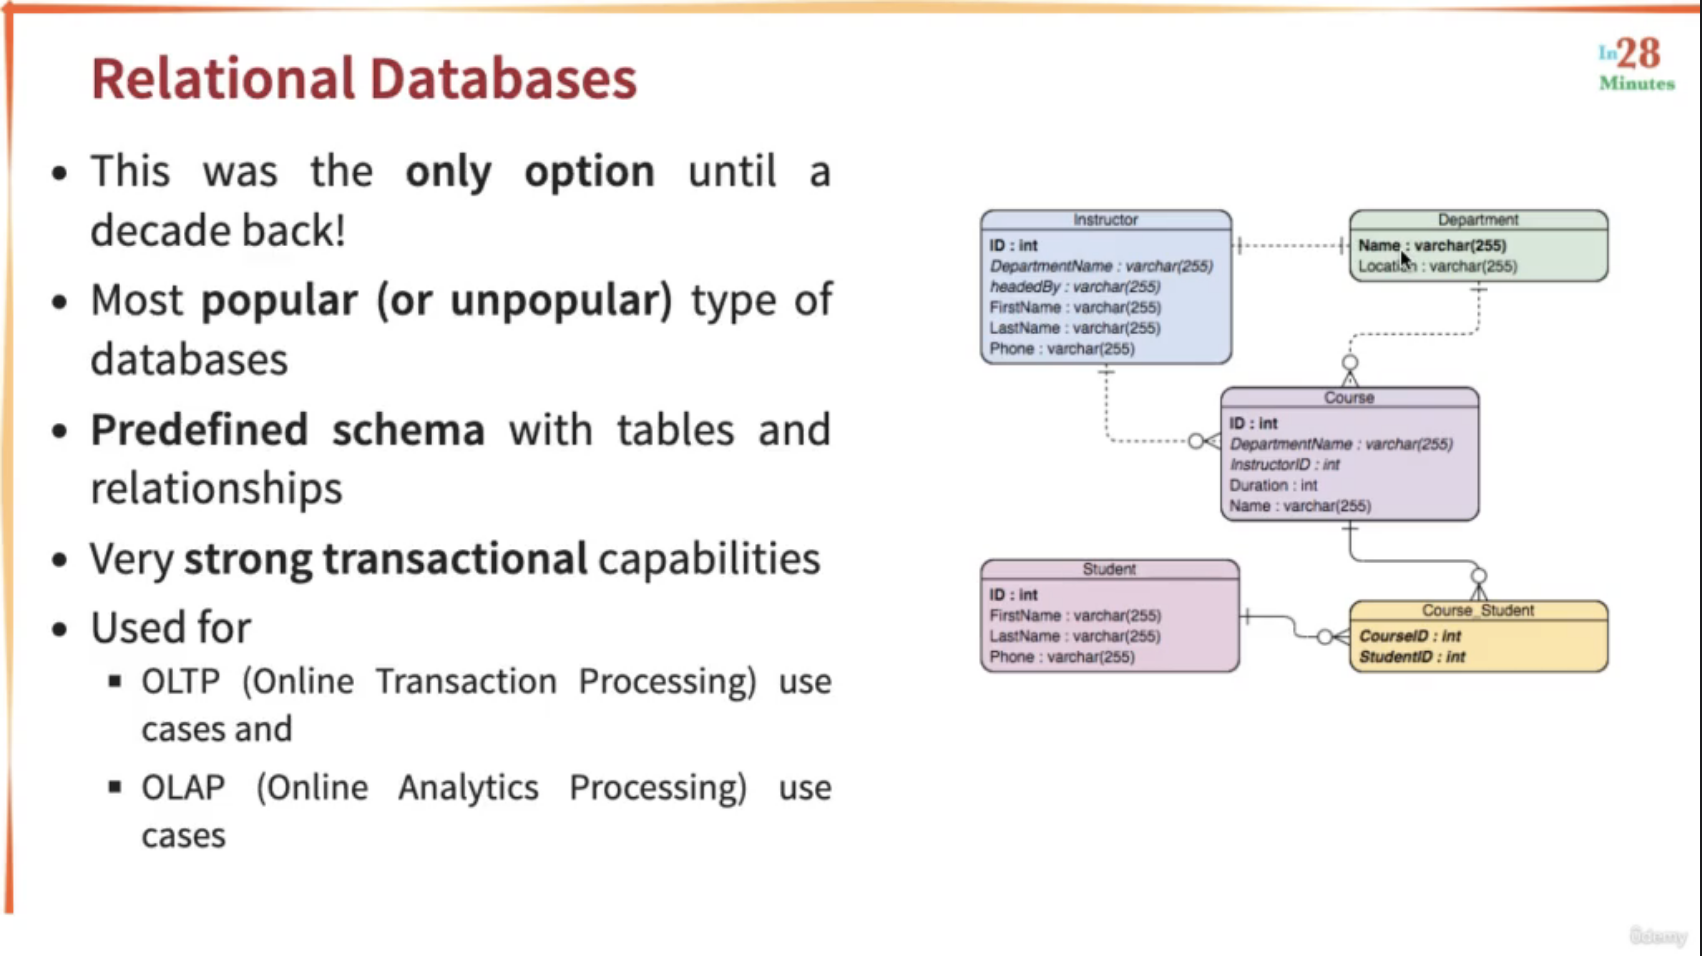 Relational Databases
In28
Minutes
• This was the only option until a
decade back!
• Most popular (or unpopular) type of
databases
• Predefined schema with tables and
relationships
• Very strong transactional capabilities
• Used for
▪ OLTP (Online Transaction Processing) use
cases and
▪ OLAP (Online Analytics Processing) use
cases
Instructor
ID : int
DepartmentName : varchar(255)
headedBy : varchar(255)
FirstName : varchar(255)
LastName : varchar(255)
Phone : varchar(255)
Department
Name : varchar(255)
Location : varchar(255)
Course
ID : int
DepartmentName : varchar(255)
InstructorID : int
Duration : int
Name : varchar(255)
Student
ID : int
FirstName : varchar(255)
LastName : varchar(255)
Phone : varchar(255)
Course_Student
CourseID : int
StudentID : int
ûdemy